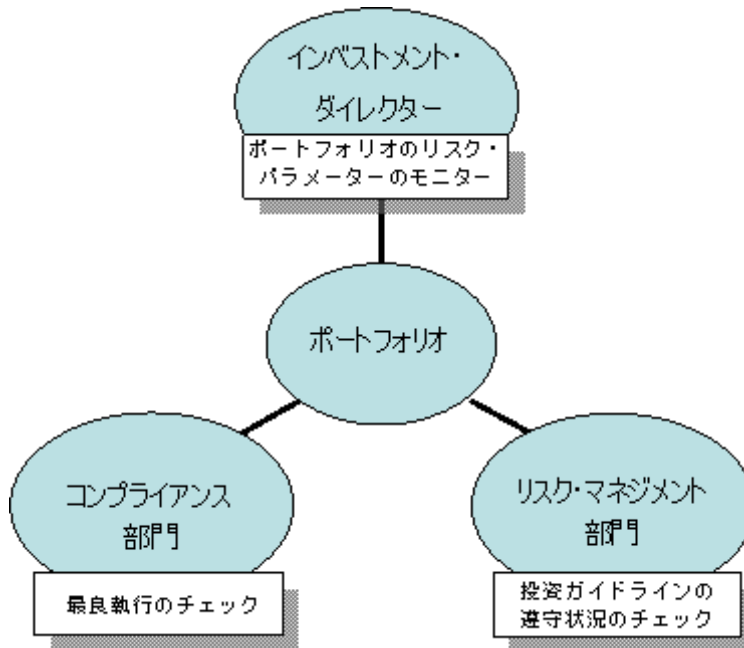 インベストメント・
ダイレクター
ポートフォリオのリスク・
パラメーターのモニター
ポートフォリオ
コンプライアンス
部門
最良執行のチェック
リスク・マネジメント
部門
投資ガイドラインの
遵守状況のチェック